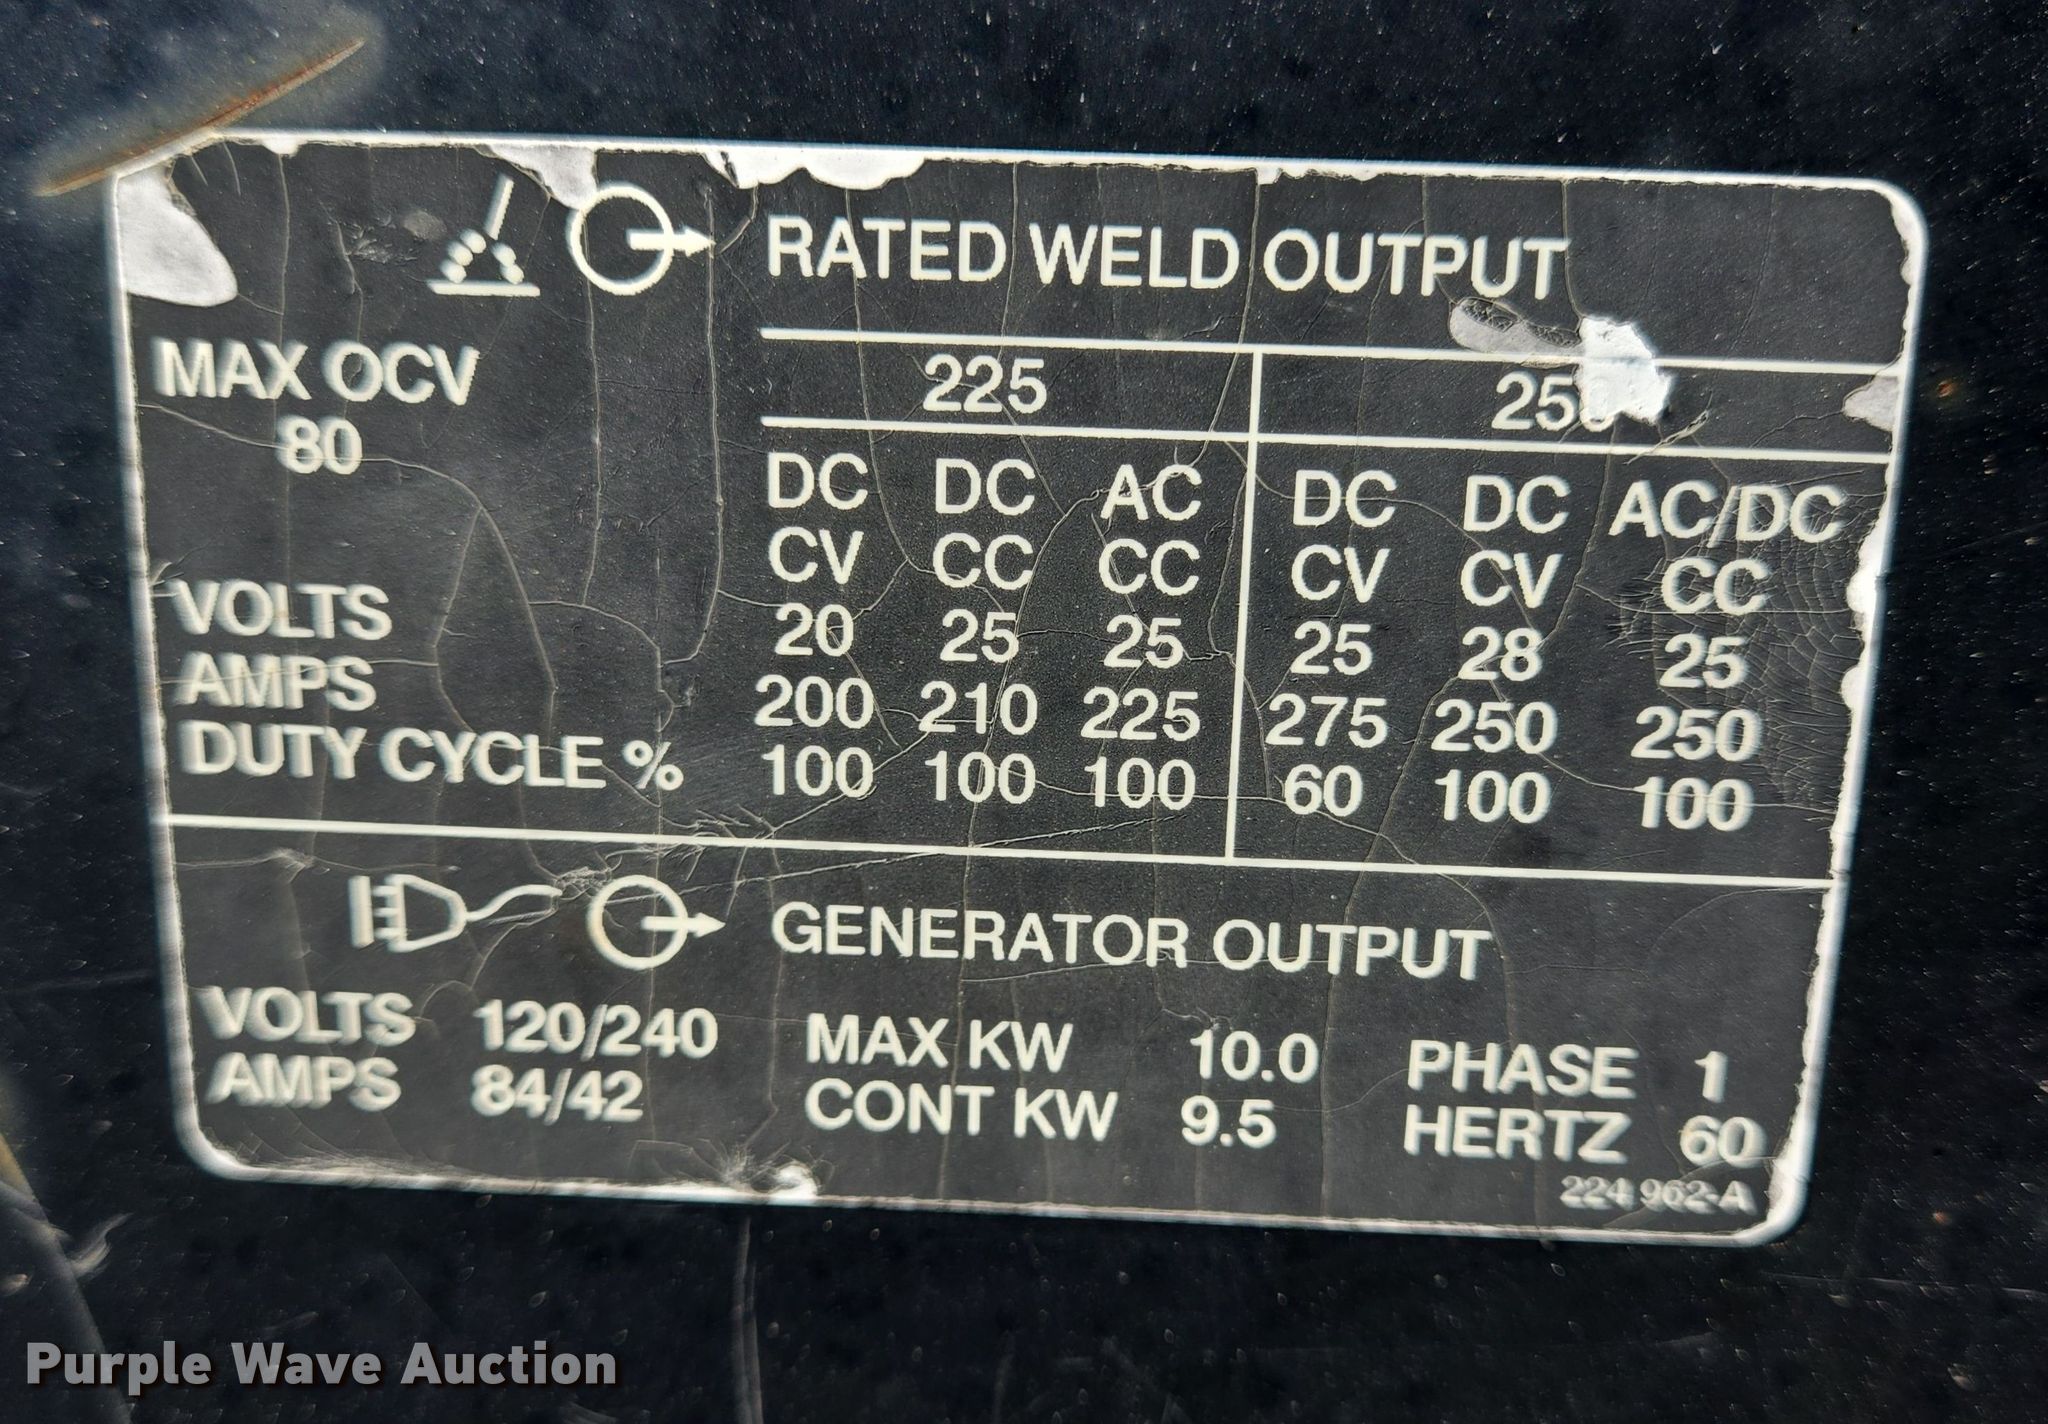 RATED WELD OUTPUT
MAX OCV
80
225
DC DC AC DC DC AC/DC
CV CC CC CV CV CC
VOLTS 20 25 25 25 28 25
AMPS 200 210 225 275 250 250
DUTY CYCLE % 100 100 100 60 100 100
GENERATOR OUTPUT
VOLTS 120/240 MAX KW 10.0 PHASE 1
AMPS 84/42 CONT KW 9.5 HERTZ 60
224 962-A
Purple Wave Auction